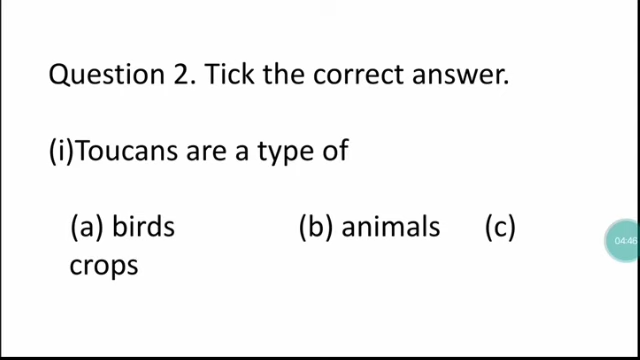 Question 2. Tick the correct answer.
(i)Toucans are a type of
(a) birds (b) animals (c)
crops
04:46